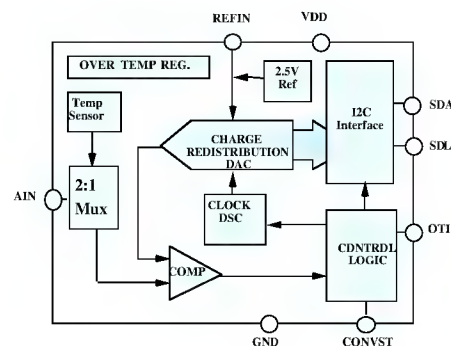 REFIN
VDD
OVER TEMP REG.
2.5V
Ref
Temp
Sensor
I2C
Interface
SDA
SDL
CHARGE
REDISTRIBUTION
DAC
AIN
2:1
Mux
CLOCK
DSC
OTI
CDNTRDL
LOGIC
COMP
GND
CONVST